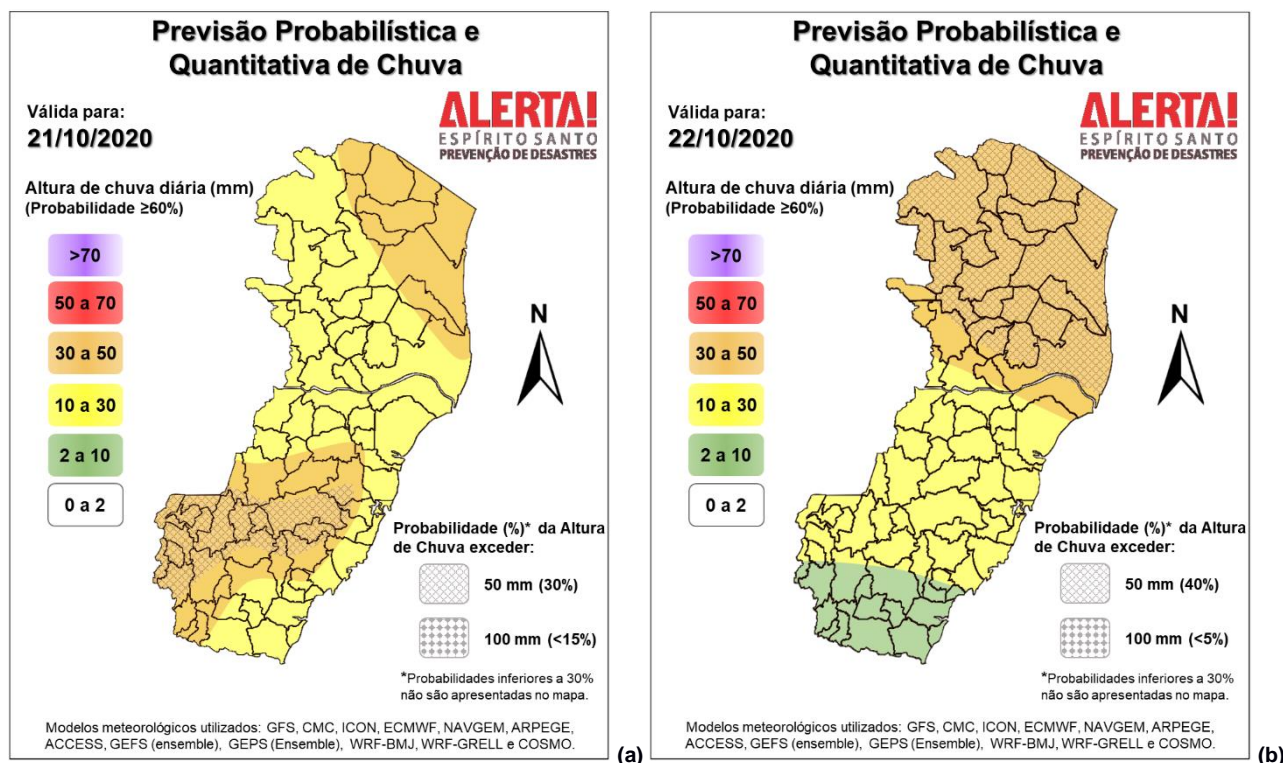 Previsão Probabilística e
Quantitativa de Chuva
Válida para:
21/10/2020
ALERTA!
ESPÍRITO SANTO
PREVENÇÃO DE DESASTRES
Altura de chuva diária (mm)
(Probabilidade ≥60%)
>70
50 a 70
30 a 50
10 a 30
2 a 10
0 a 2
N
Probabilidade (%)* da Altura
de Chuva exceder:
50 mm (30%)
100 mm (<15%)
*Probabilidades inferiores a 30%
não são apresentadas no mapa.
Modelos meteorológicos utilizados: GFS, CMC, ICON, ECMWF, NAVGEM, ARPEGE,
ACCESS, GEFS (ensemble), GEPS (Ensemble), WRF-BMJ, WRF-GRELL e COSMO.
(a)
Previsão Probabilística e
Quantitativa de Chuva
Válida para:
22/10/2020
ALERTA!
ESPÍRITO SANTO
PREVENÇÃO DE DESASTRES
Altura de chuva diária (mm)
(Probabilidade ≥60%)
>70
50 a 70
30 a 50
10 a 30
2 a 10
0 a 2
N
Probabilidade (%)* da Altura
de Chuva exceder:
50 mm (40%)
100 mm (<5%)
*Probabilidades inferiores a 30%
não são apresentadas no mapa.
Modelos meteorológicos utilizados: GFS, CMC, ICON, ECMWF, NAVGEM, ARPEGE,
ACCESS, GEFS (ensemble), GEPS (Ensemble), WRF-BMJ, WRF-GRELL e COSMO.
(b)